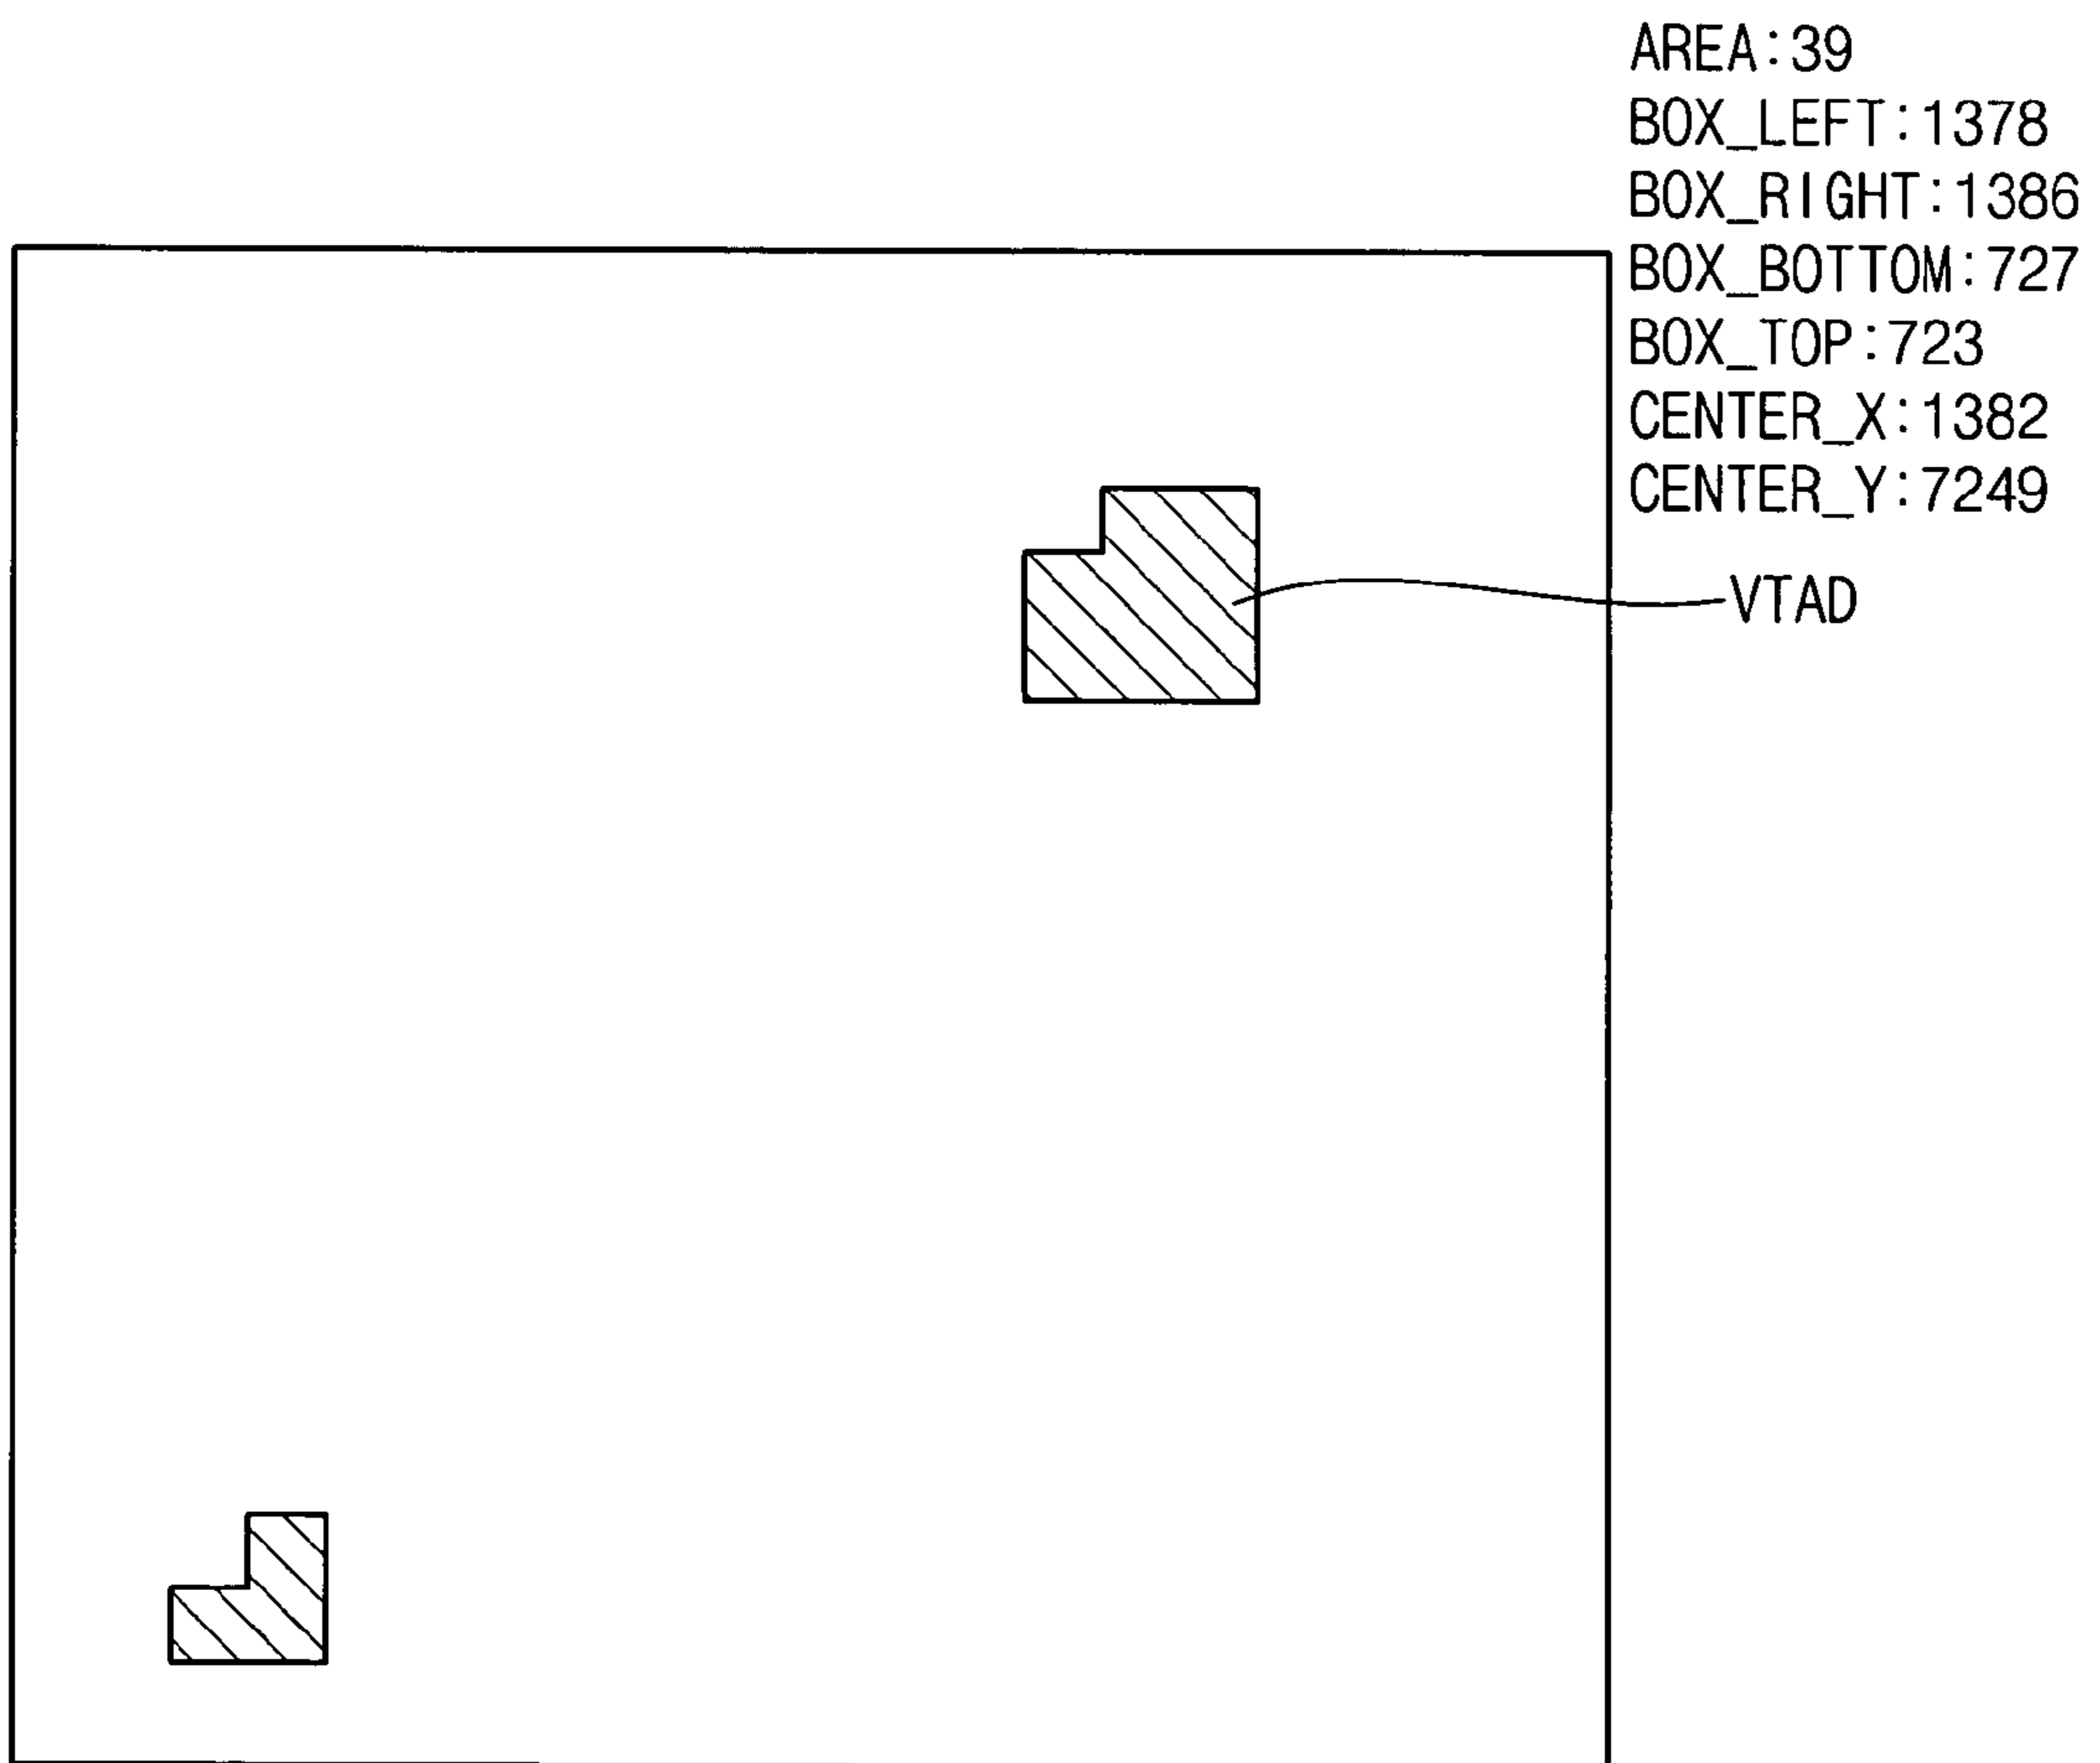 AREA:39
BOX_LEFT:1378
BOX_RIGHT:1386
BOX_BOTTOM:727
BOX_TOP:723
CENTER_X:1382
CENTER_Y:7249
VTAD